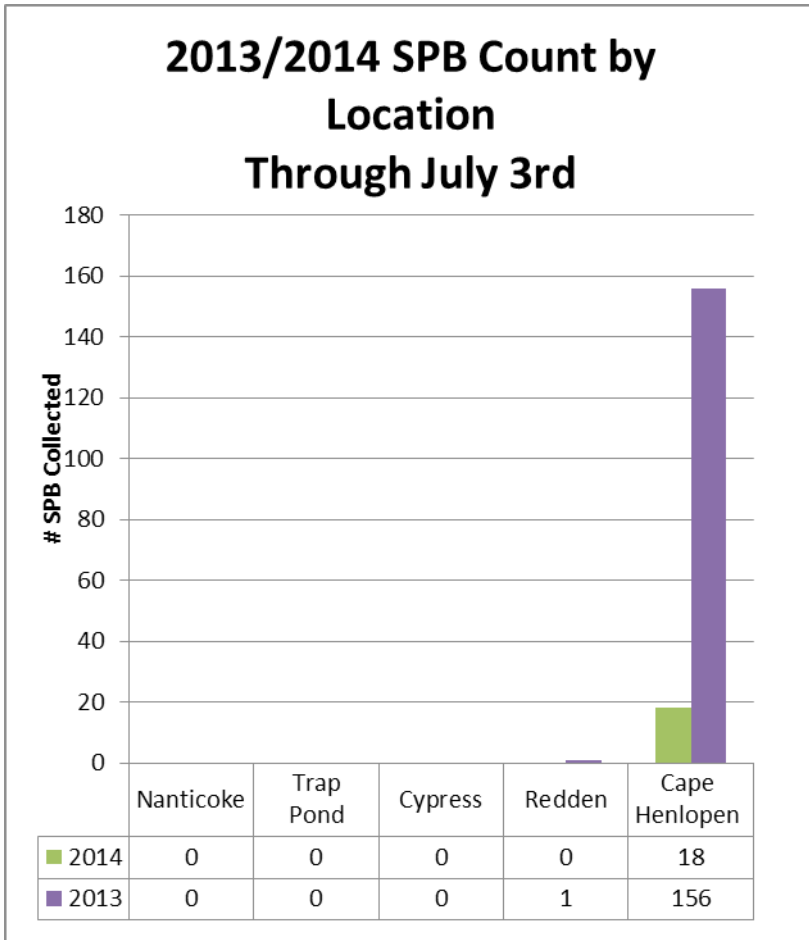 2013/2014 SPB Count by
Location
Through July 3rd
# SPB Collected
180
160
140
120
100
80
60
40
20
0
Nanticoke Trap Pond Cypress Redden Cape Henlopen
2014 0 0 0 0 18
2013 0 0 0 1 156